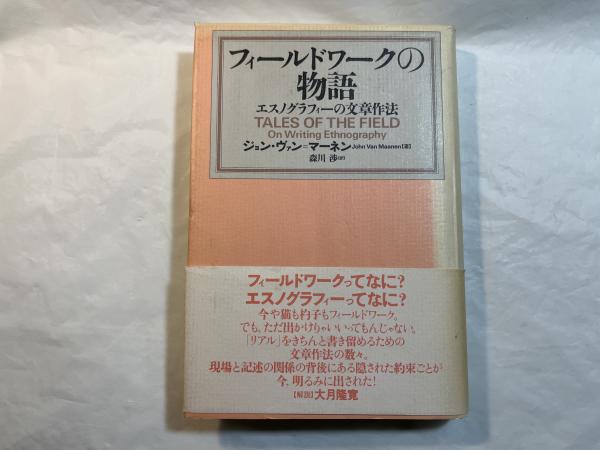 フィールドワークの
物語
エスノグラフィーの文章作法
TALES OF THE FIELD
On Writing Ethnography
ジョン・ヴァン=マーネン John Van Maanen【著】
森川 渉【訳】
フィールドワークってなに?
エスノグラフィーってなに?
今や猫も杓子もフィールドワーク。
でも、ただ出かけりゃいいってもんじゃない。
「リアル」をきちんと書き留めるための
文章作法の数々。
現場と記述の関係の背後にある隠された約束ごとが
今、明るみに出された!
【解説】大月隆寛